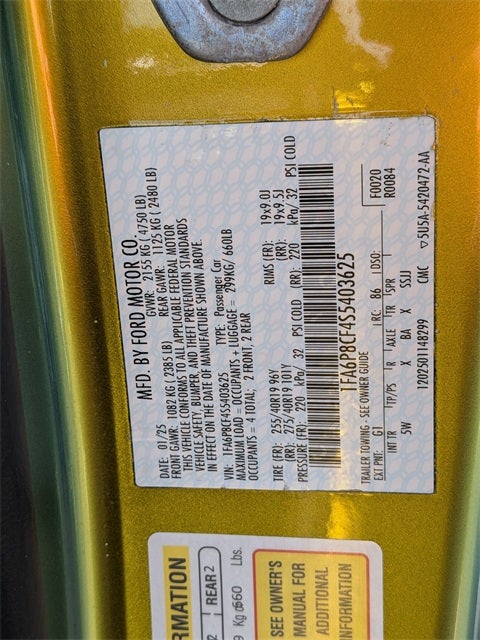 MFD. BY FORD MOTOR CO.
DATE: 01/25 GVWR: 2155 KG ( 4750 LB)
FRONT GAWR: 1082 KG (2385 LB) REAR GAWR: 1125 KG ( 2480 LB)
THIS VEHICLE CONFORMS TO ALL APPLICABLE FEDERAL MOTOR
VEHICLE SAFETY, BUMPER, AND THEFT PREVENTION STANDARDS
IN EFFECT ON THE DATE OF MANUFACTURE SHOWN ABOVE.
VIN: 1FA6P8CF4S5403625 TYPE: Passenger Car
MAXIMUM LOAD = OCCUPANTS + LUGGAGE = 299KG/ 660LB
OCCUPANTS = 4 TOTAL: 2 FRONT, 2 REAR
TIRE (FR): 255/40R19 96Y RIMS (FR): 19x9.0J
(RR): 275/40R19 101Y (RR): 19x9.5J
PRESSURE (FR): 220 kPa/ 32 PSI COLD (RR): 220 kPa/ 32 PSI COLD
1FA6P8CF4S5403625
TRAILER TOWING - SEE OWNER GUIDE F0020
EXT PNT: G1 RC: 86 DSO: R0084
INT TR TP/PS R AXLE TR SPR
5W X BA X SSJJ
1202501148299 CMC 5U5A-5420472-AA
RMATION
REAR 2
Kg 660 Lbs.
SEE OWNER'S
MANUAL FOR
ADDITIONAL
INFORMATION